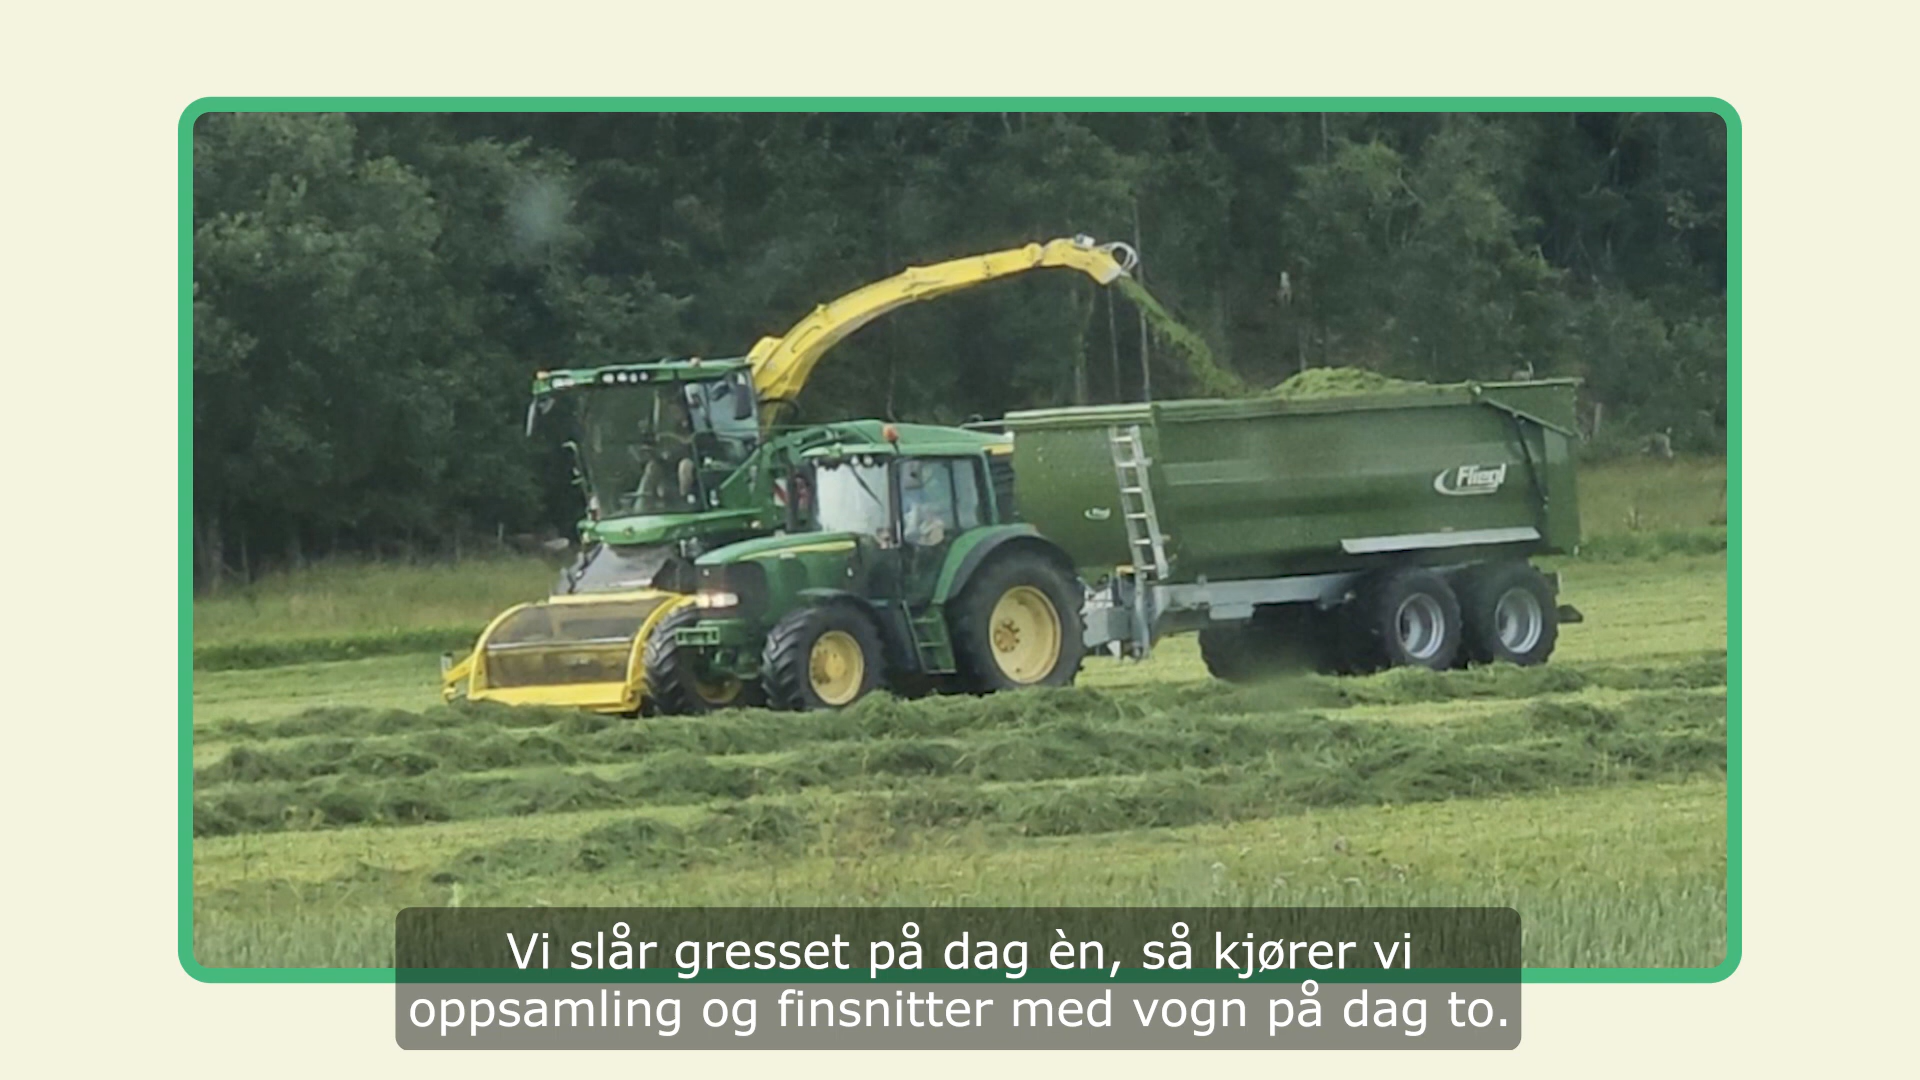 Fliegl
Vi slår gresset på dag èn, så kjører vi
oppsamling og finsnitter med vogn på dag to.